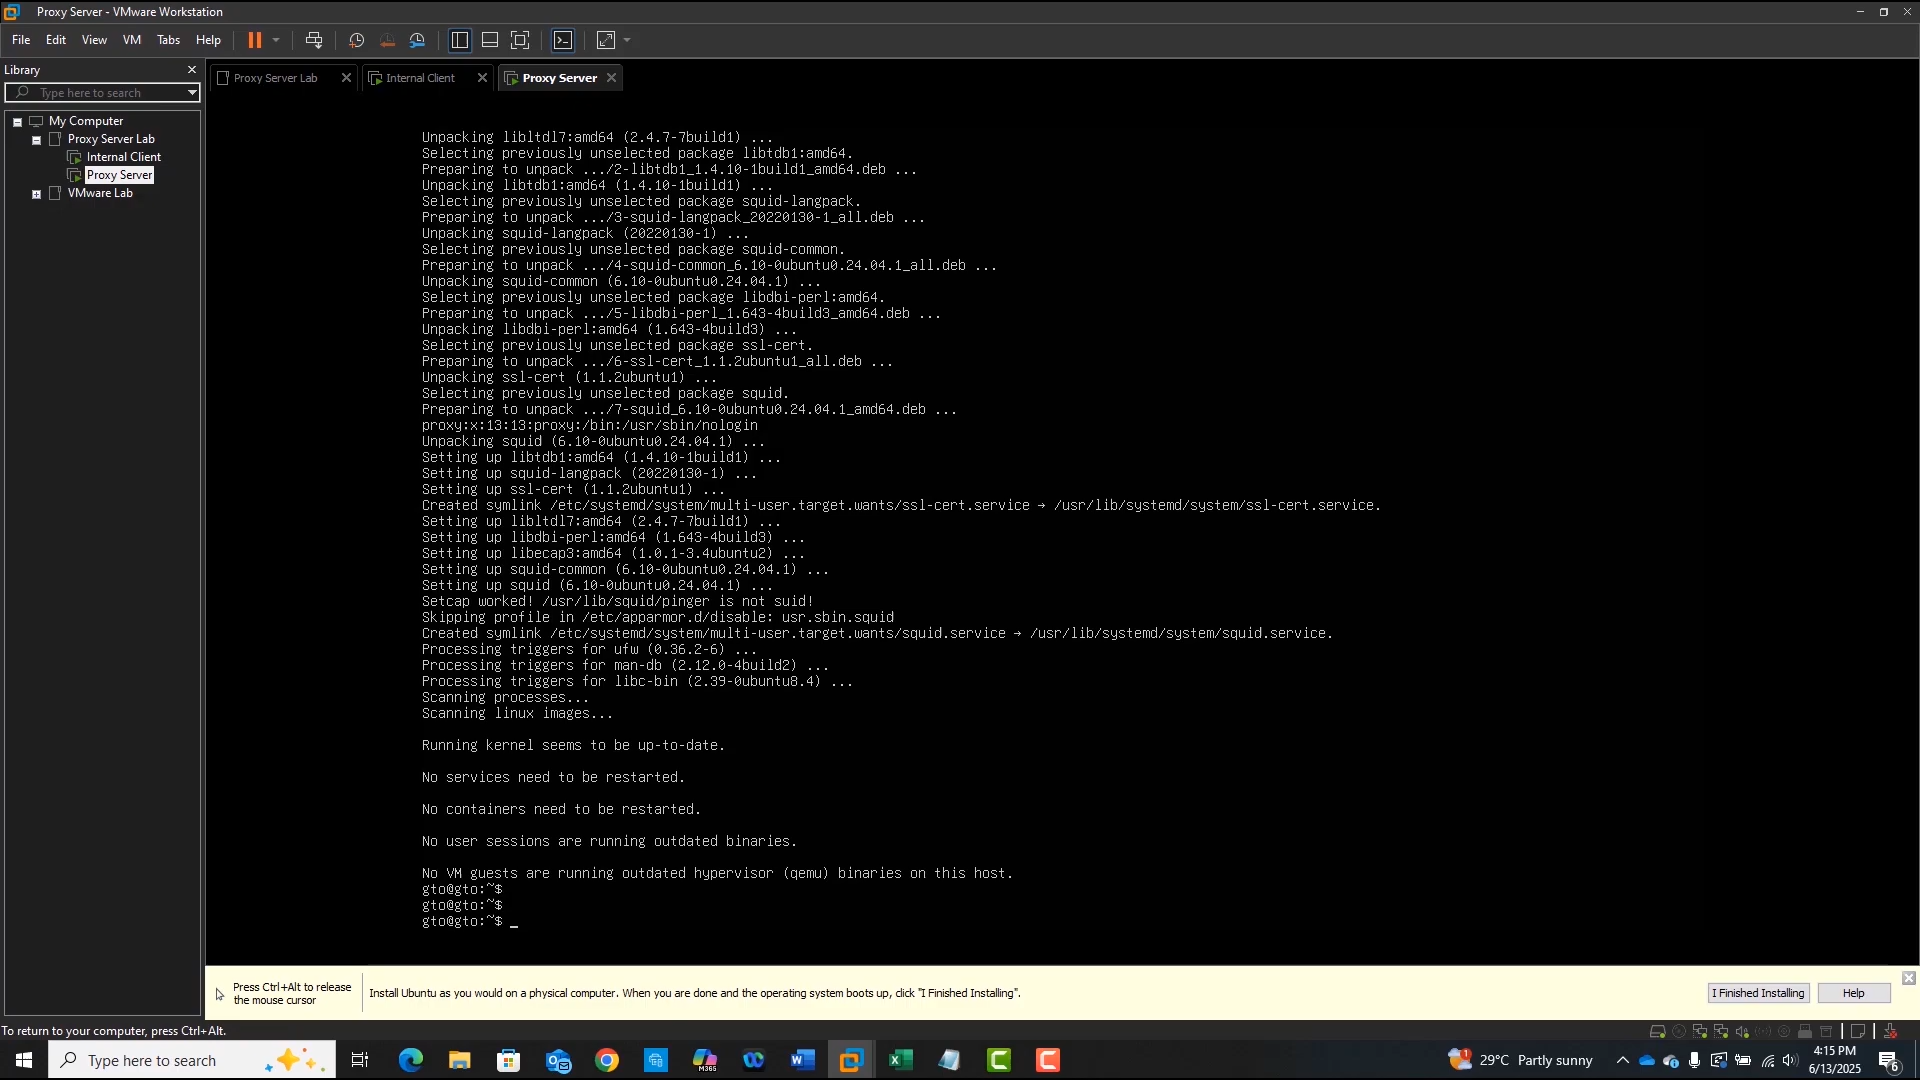 Proxy Server - VMware Workstation
File Edit View VM Tabs Help
Library
Type here to search
My Computer
Proxy Server Lab
Internal Client
Proxy Server
VMware Lab
Proxy Server Lab Internal Client Proxy Server
Unpacking libltdl7:amd64 (2.4.7-7build1) ...
Selecting previously unselected package libtdb1:amd64.
Preparing to unpack .../2-libtdb1_1.4.10-1build1_amd64.deb ...
Unpacking libtdb1:amd64 (1.4.10-1build1) ...
Selecting previously unselected package squid-langpack.
Preparing to unpack .../3-squid-langpack_20220130-1_all.deb ...
Unpacking squid-langpack (20220130-1) ...
Selecting previously unselected package squid-common.
Preparing to unpack .../4-squid-common_6.10-0ubuntu0.24.04.1_all.deb ...
Unpacking squid-common (6.10-0ubuntu0.24.04.1) ...
Selecting previously unselected package libdbi-perl:amd64.
Preparing to unpack .../5-libdbi-perl_1.643-4build3_amd64.deb ...
Unpacking libdbi-perl:amd64 (1.643-4build3) ...
Selecting previously unselected package ssl-cert.
Preparing to unpack .../6-ssl-cert_1.1.2ubuntu1_all.deb ...
Unpacking ssl-cert (1.1.2ubuntu1) ...
Selecting previously unselected package squid.
Preparing to unpack .../7-squid_6.10-0ubuntu0.24.04.1_amd64.deb ...
proxy:x:13:13:proxy:/bin:/usr/sbin/nologin
Unpacking squid (6.10-0ubuntu0.24.04.1) ...
Setting up libtdb1:amd64 (1.4.10-1build1) ...
Setting up squid-langpack (20220130-1) ...
Setting up ssl-cert (1.1.2ubuntu1) ...
Created symlink /etc/systemd/system/multi-user.target.wants/ssl-cert.service → /usr/lib/systemd/system/ssl-cert.service.
Setting up libltdl7:amd64 (2.4.7-7build1) ...
Setting up libdbi-perl:amd64 (1.643-4build3) ...
Setting up libecap3:amd64 (1.0.1-3.4ubuntu2) ...
Setting up squid-common (6.10-0ubuntu0.24.04.1) ...
Setting up squid (6.10-0ubuntu0.24.04.1) ...
Setcap worked! /usr/lib/squid/pinger is not suid!
Skipping profile in /etc/apparmor.d/disable: usr.sbin.squid
Created symlink /etc/systemd/system/multi-user.target.wants/squid.service → /usr/lib/systemd/system/squid.service.
Processing triggers for ufw (0.36.2-6) ...
Processing triggers for man-db (2.12.0-4build2) ...
Processing triggers for libc-bin (2.39-0ubuntu8.4) ...
Scanning processes...
Scanning linux images...
Running kernel seems to be up-to-date.
No services need to be restarted.
No containers need to be restarted.
No user sessions are running outdated binaries.
No VM guests are running outdated hypervisor (qemu) binaries on this host.
gto@gto:~$
gto@gto:~$
gto@gto:~$ _
Press Ctrl+Alt to release
the mouse cursor
Install Ubuntu as you would on a physical computer. When you are done and the operating system boots up, click "I Finished Installing".
I Finished Installing Help
To return to your computer, press Ctrl+Alt.
Type here to search
M365
29°C Partly sunny
4:15 PM
6/13/2025
6